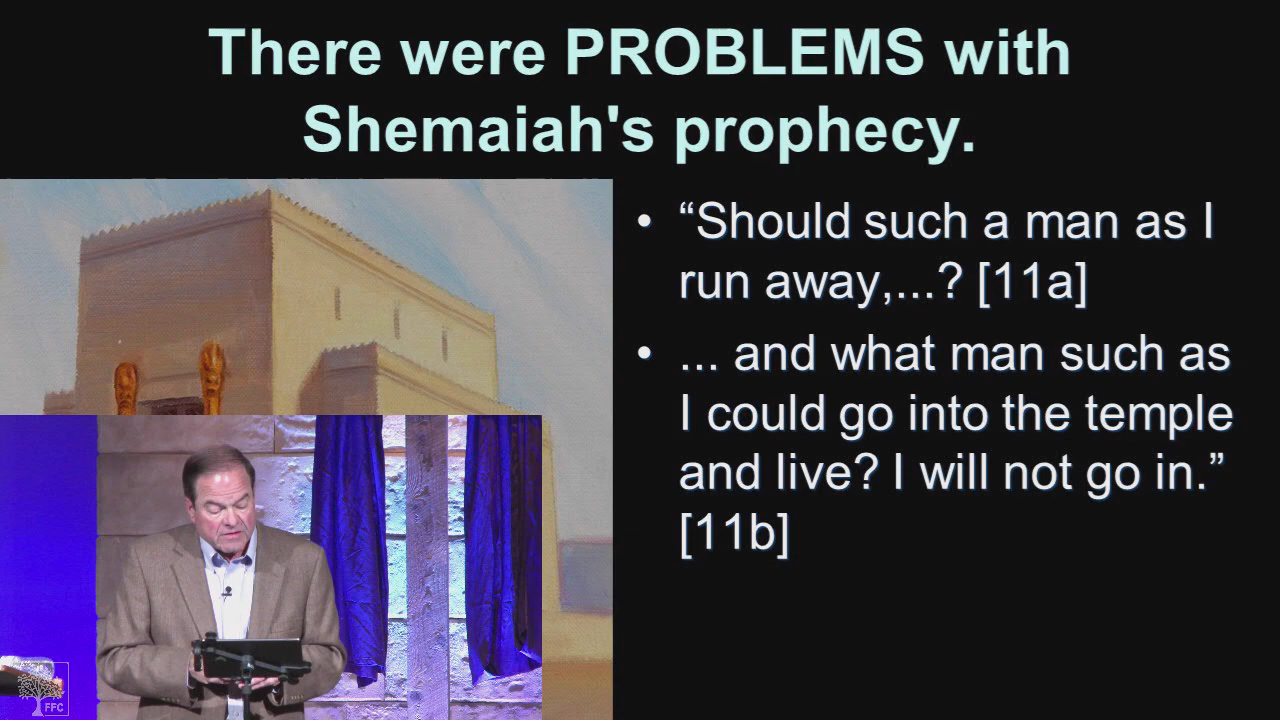 There were PROBLEMS with
Shemaiah's prophecy.
• “Should such a man as I
run away,...? [11a]
• ... and what man such as
I could go into the temple
and live? I will not go in.”
[11b]
FFC